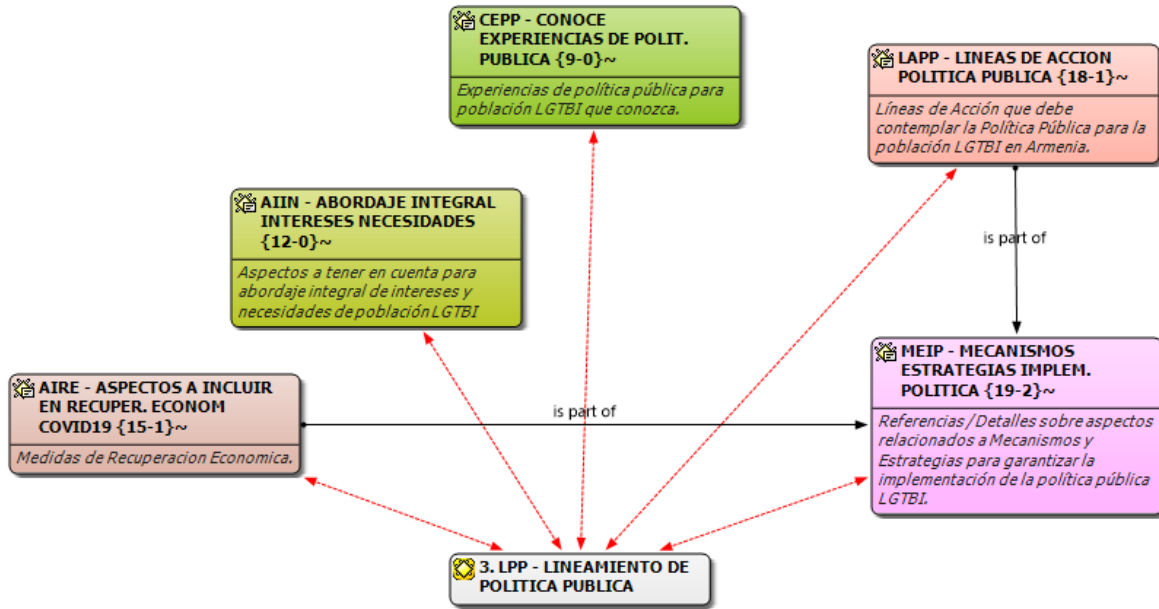 CEPP - CONOCE
EXPERIENCIAS DE POLIT.
PUBLICA {9-0}~
Experiencias de política pública para
población LGTBI que conozca.
LAPP - LINEAS DE ACCION
POLITICA PUBLICA {18-1}~
Líneas de Acción que debe
contemplar la Política Pública para la
población LGTBI en Armenia.
AIIN - ABORDAJE INTEGRAL
INTERESES NECESIDADES
{12-0}~
Aspectos a tener en cuenta para
abordaje integral de intereses y
necesidades de población LGTBI
is part of
MEIP - MECANISMOS
ESTRATEGIAS IMPLEM.
POLITICA {19-2}~
Referencias/Detalles sobre aspectos
relacionados a Mecanismos y
Estrategias para garantizar la
implementación de la política pública
LGTBI.
AIRE - ASPECTOS A INCLUIR
EN RECUPER. ECONOM
COVID19 {15-1}~
Medidas de Recuperacion Economica.
is part of
3. LPP - LINEAMIENTO DE
POLITICA PUBLICA